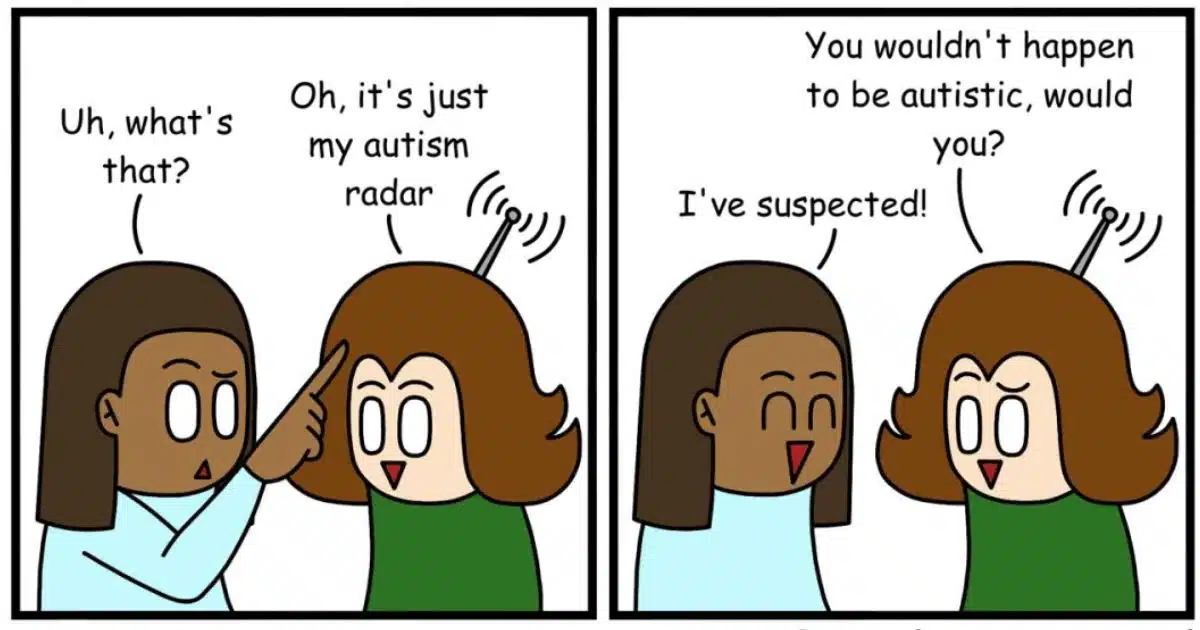 Uh, what's
that?
Oh, it's just
my autism
radar
You wouldn't happen
to be autistic, would
you?
I've suspected!